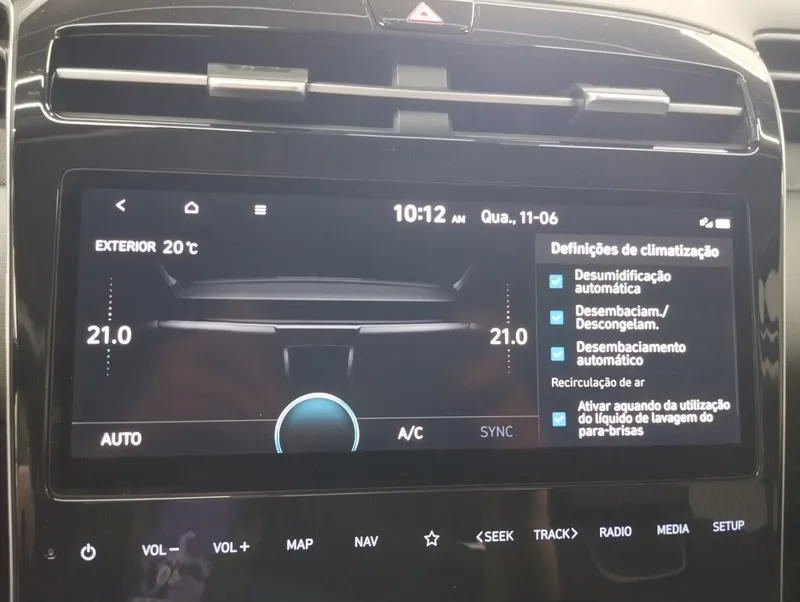 10:12 AM Qua., 11-06
EXTERIOR 20℃
21.0
21.0
AUTO
A/C
SYNC
Definições de climatização
Desumidificação
automática
Desembaciam./
Descongelam.
Desembaciamento
automático
Recirculação de ar
Ativar aquando da utilização
do líquido de lavagem do
para-brisas
VOL− VOL+ MAP NAV ☆ <SEEK TRACK> RADIO MEDIA SETUP